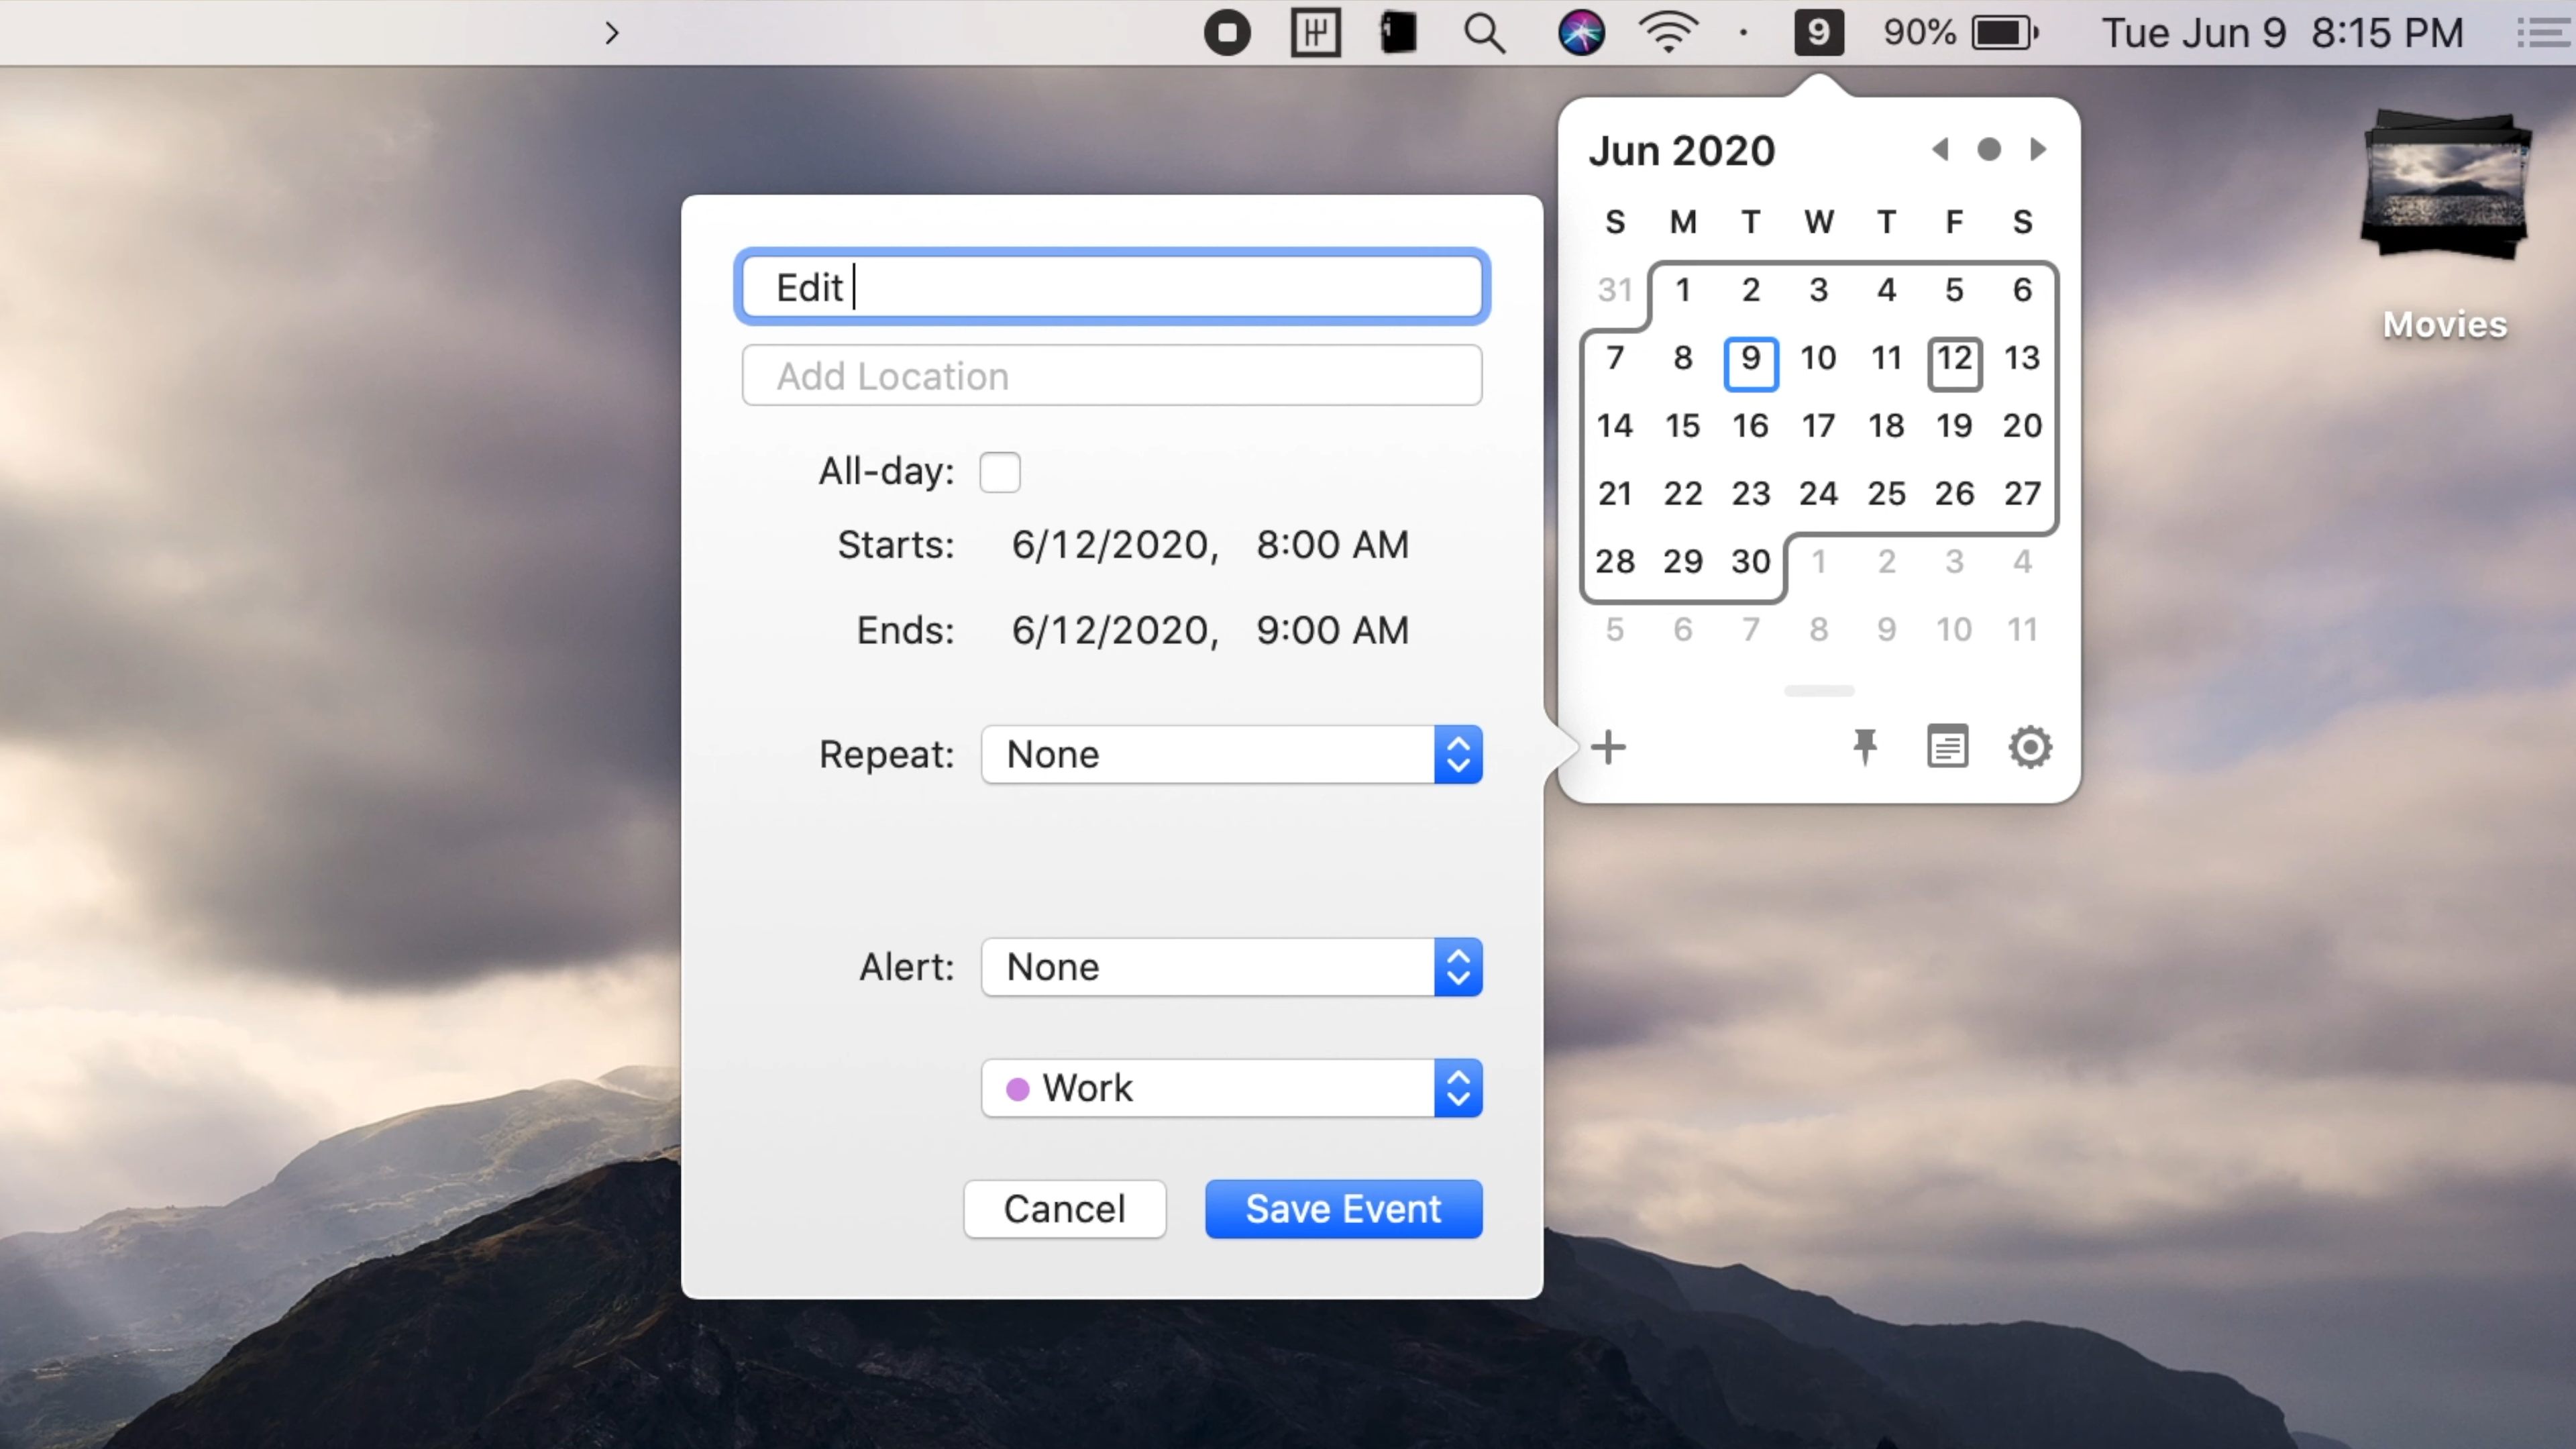 9 90% Tue Jun 9 8:15 PM
Movies
Jun 2020
S M T W T F S
31 1 2 3 4 5 6
7 8 9 10 11 12 13
14 15 16 17 18 19 20
21 22 23 24 25 26 27
28 29 30 1 2 3 4
5 6 7 8 9 10 11
Edit
Add Location
All-day:
Starts: 6/12/2020, 8:00 AM
Ends: 6/12/2020, 9:00 AM
Repeat: None
Alert: None
Work
Cancel Save Event